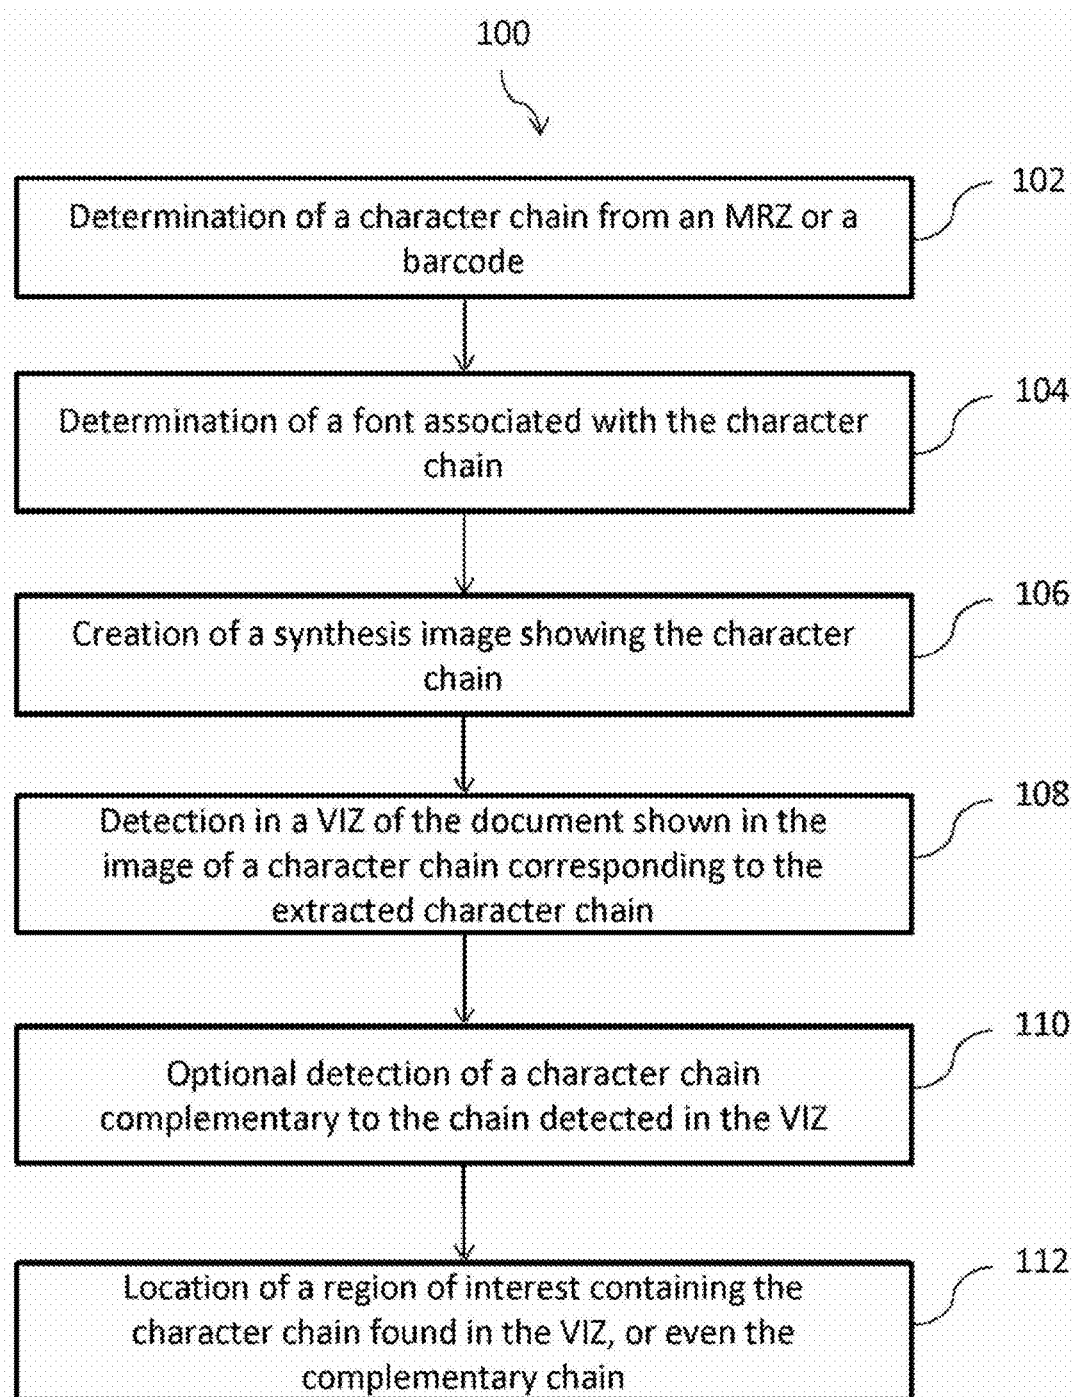 100
102
Determination of a character chain from an MRZ or a
barcode
104
Determination of a font associated with the character
chain
106
Creation of a synthesis image showing the character
chain
108
Detection in a VIZ of the document shown in the
image of a character chain corresponding to the
extracted character chain
110
Optional detection of a character chain
complementary to the chain detected in the VIZ
112
Location of a region of interest containing the
character chain found in the VIZ, or even the
complementary chain